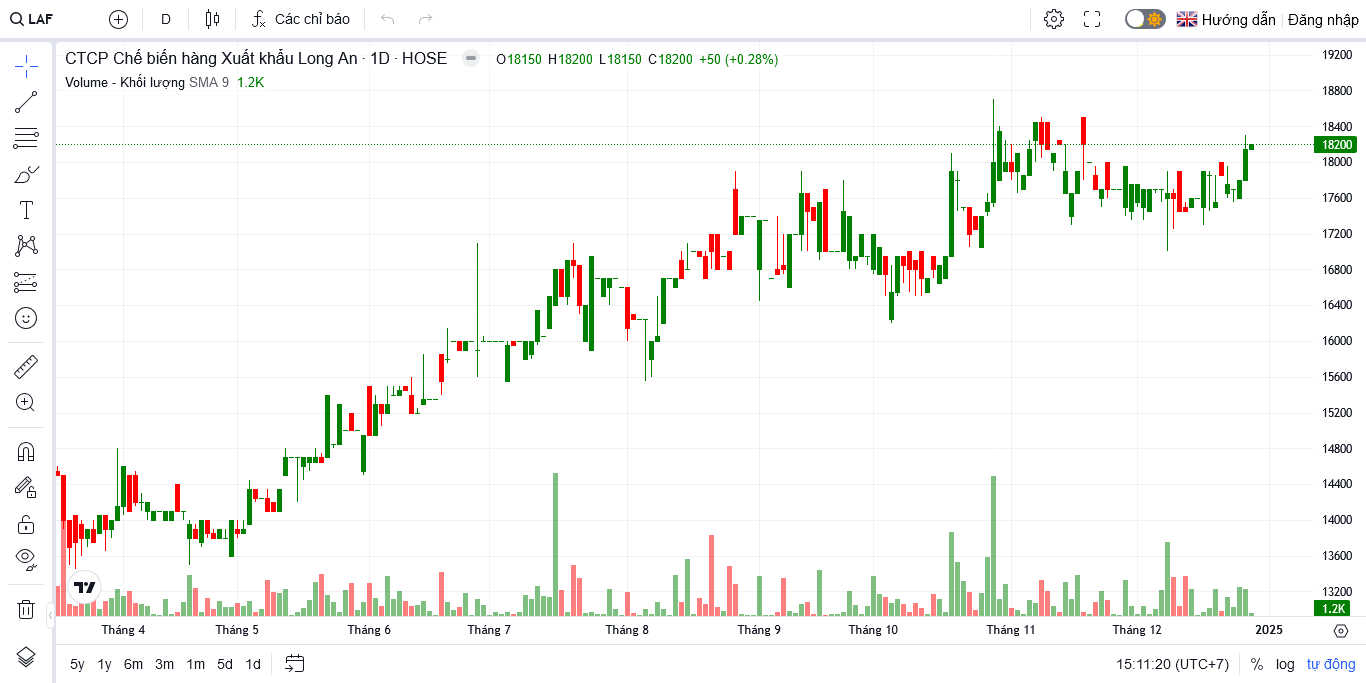 LAF D Các chỉ báo Hướng dẫn Đăng nhập
CTCP Chế biến hàng Xuất khẩu Long An · 1D · HOSE O18150 H18200 L18150 C18200 +50 (+0.28%)
Volume - Khối lượng SMA 9 1.2K
19200
18800
18400
18200
18000
17600
17200
16800
16400
16000
15600
15200
14800
14400
14000
13600
13200
1.2K
Tháng 4 Tháng 5 Tháng 6 Tháng 7 Tháng 8 Tháng 9 Tháng 10 Tháng 11 Tháng 12 2025
5y 1y 6m 3m 1m 5d 1d 15:11:20 (UTC+7) % log tự động